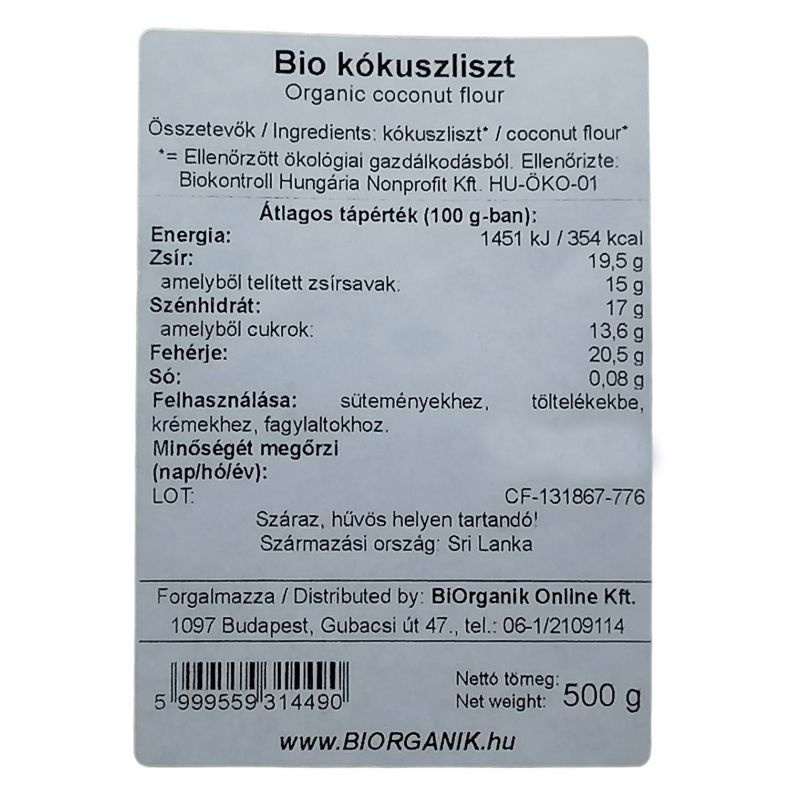 Bio kókuszliszt
Organic coconut flour
Összetevők / Ingredients: kókuszliszt* / coconut flour*
*= Ellenőrzött ökológiai gazdálkodásból. Ellenőrizte:
Biokontroll Hungária Nonprofit Kft. HU-ÖKO-01
Átlagos tápérték (100 g-ban):
Energia: 1451 kJ / 354 kcal
Zsír: 19,5 g
amelyből telített zsírsavak: 15 g
Szénhidrát: 17 g
amelyből cukrok: 13,6 g
Fehérje: 20,5 g
Só: 0,08 g
Felhasználása: süteményekhez, töltelékekbe,
krémekhez, fagylaltokhoz.
Minőségét megőrzi
(nap/hó/év):
LOT: CF-131867-776
Száraz, hűvös helyen tartandó!
Származási ország: Sri Lanka
Forgalmazza / Distributed by: BiOrganik Online Kft.
1097 Budapest, Gubacsi út 47., tel.: 06-1/2109114
5 999559 314490
Nettó tömeg:
Net weight: 500 g
www.BIORGANIK.hu